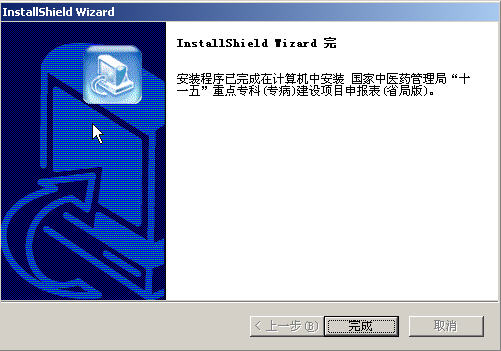 InstallShield Wizard
InstallShield Wizard 完
安装程序已完成在计算机中安装 国家中医药管理局“十
一五”重点专科(专病)建设项目申报表(省局版)。
< 上一步(B)
完成
取消